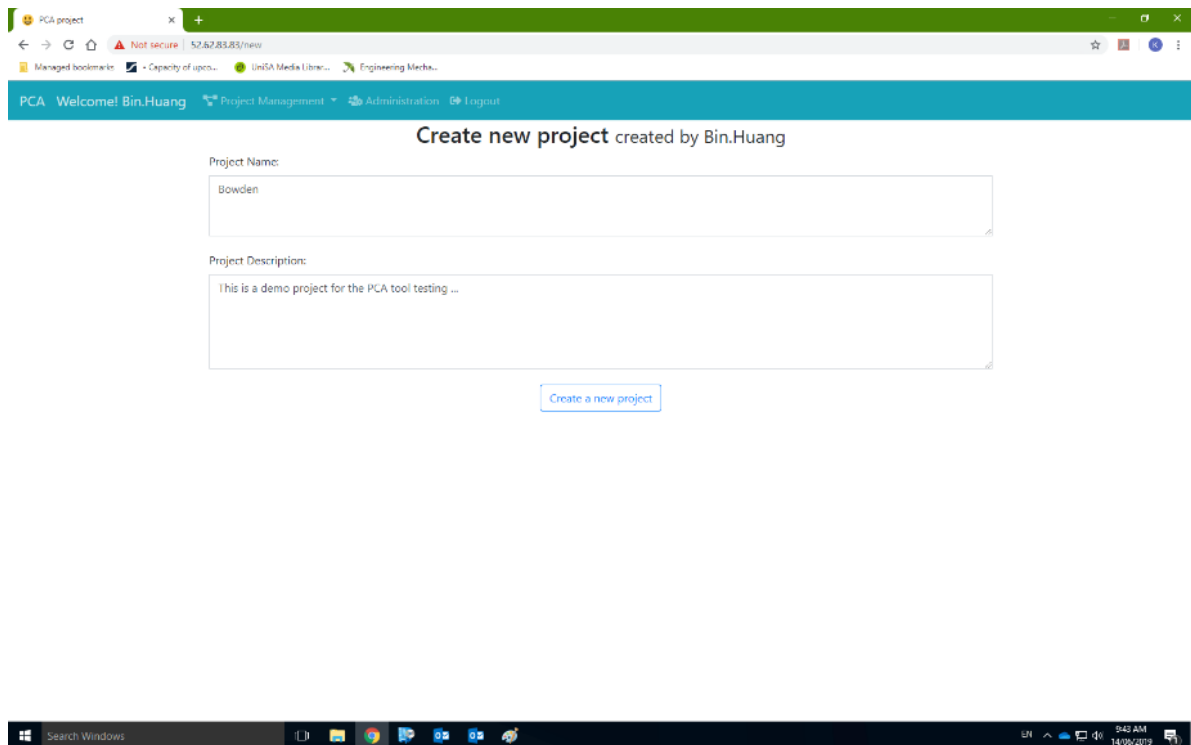 PCA project
Not secure 52.62.83.83/new
Managed bookmarks - Capacity of upco... UniSA Media Librar... Engineering Mecha...
PCA Welcome! Bin.Huang Project Management Administration Logout
Create new project created by Bin.Huang
Project Name:
Bowden
Project Description:
This is a demo project for the PCA tool testing ...
Create a new project
Search Windows
EN
9:43 AM
14/06/2019